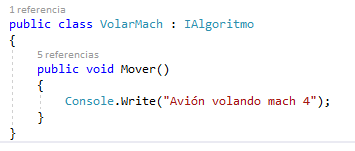 1 referencia
public class VolarMach : IAlgoritmo
{
5 referencias
public void Mover()
{
Console.Write("Avión volando mach 4");
}
}